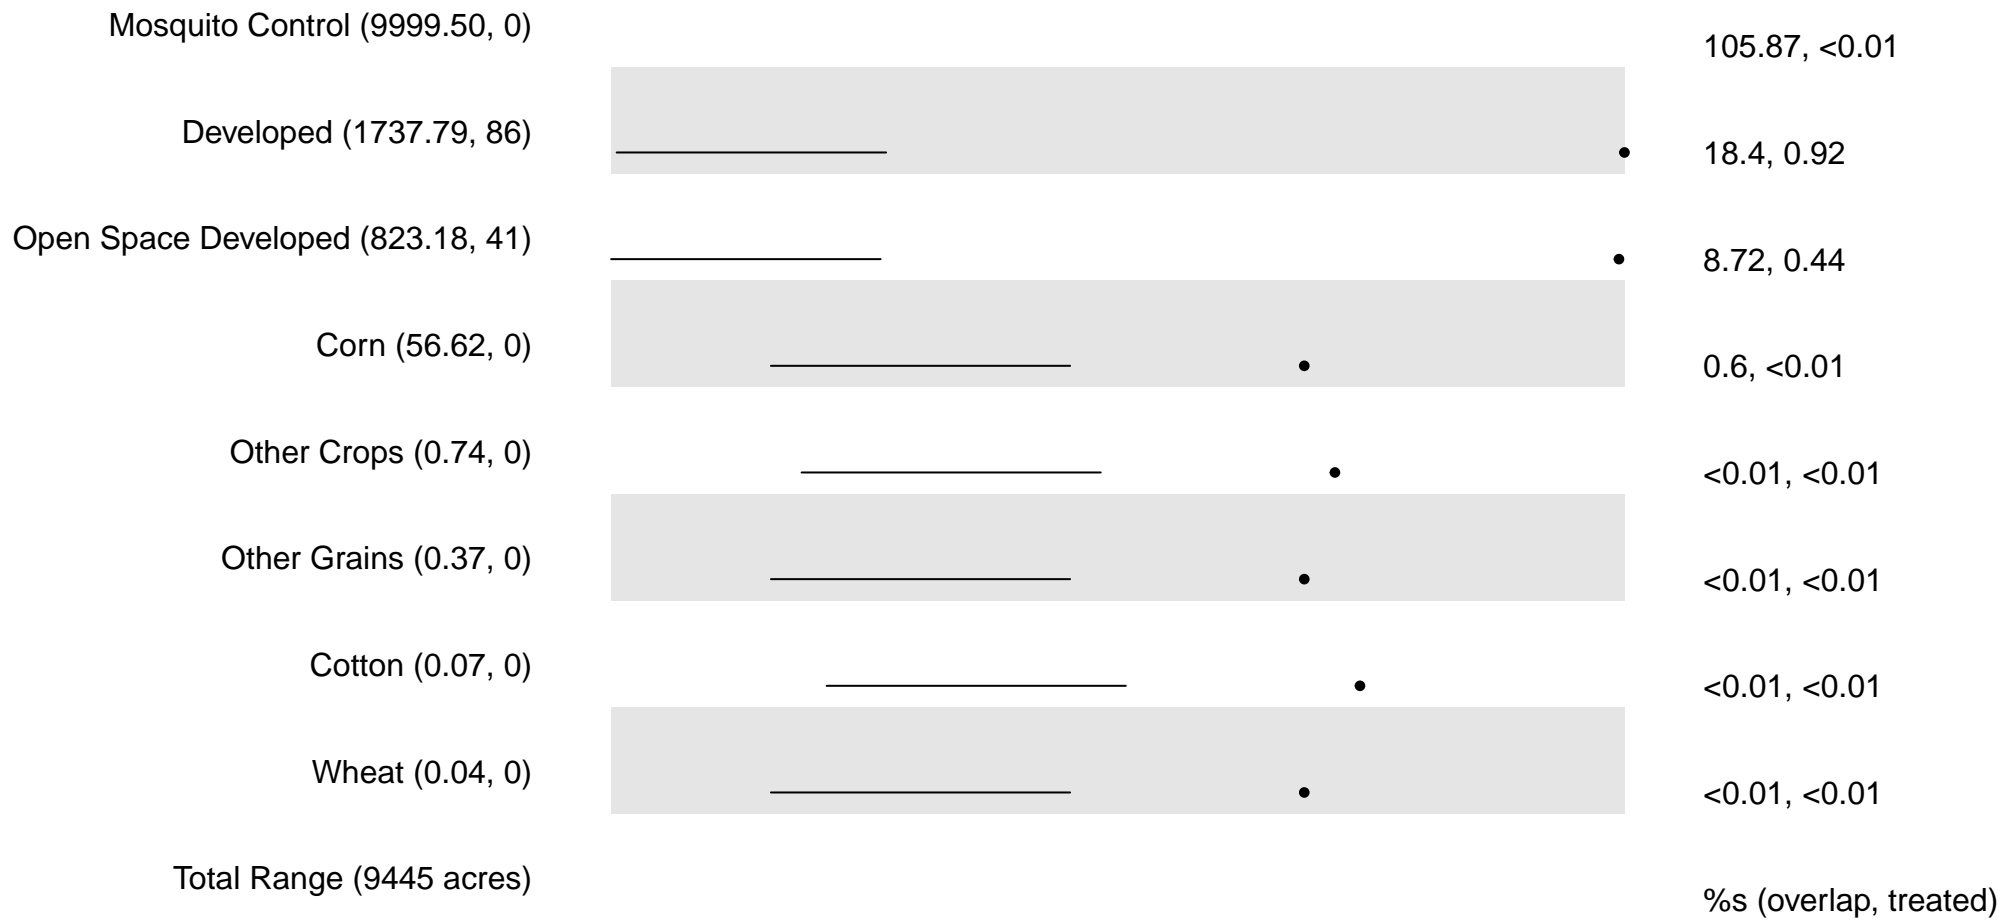 Mosquito Control (9999.50, 0)
105.87, <0.01
Developed (1737.79, 86)
18.4, 0.92
Open Space Developed (823.18, 41)
8.72, 0.44
Corn (56.62, 0)
0.6, <0.01
Other Crops (0.74, 0)
<0.01, <0.01
Other Grains (0.37, 0)
<0.01, <0.01
Cotton (0.07, 0)
<0.01, <0.01
Wheat (0.04, 0)
<0.01, <0.01
Total Range (9445 acres)
%s (overlap, treated)